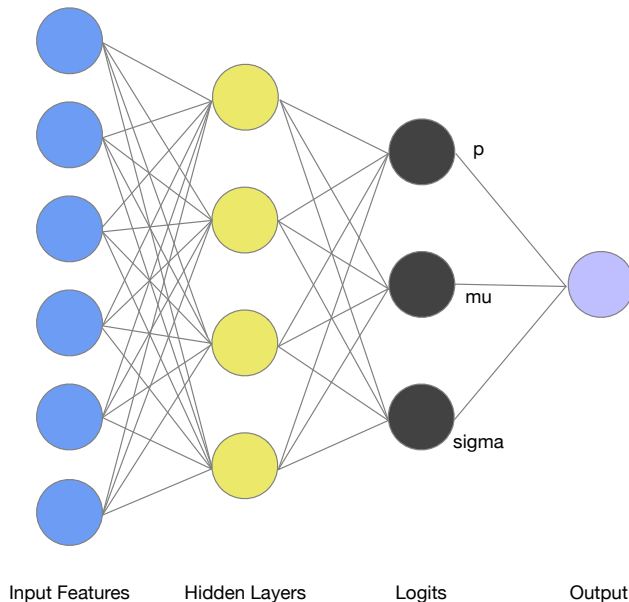 p
mu
sigma
Input Features
Hidden Layers
Logits
Output